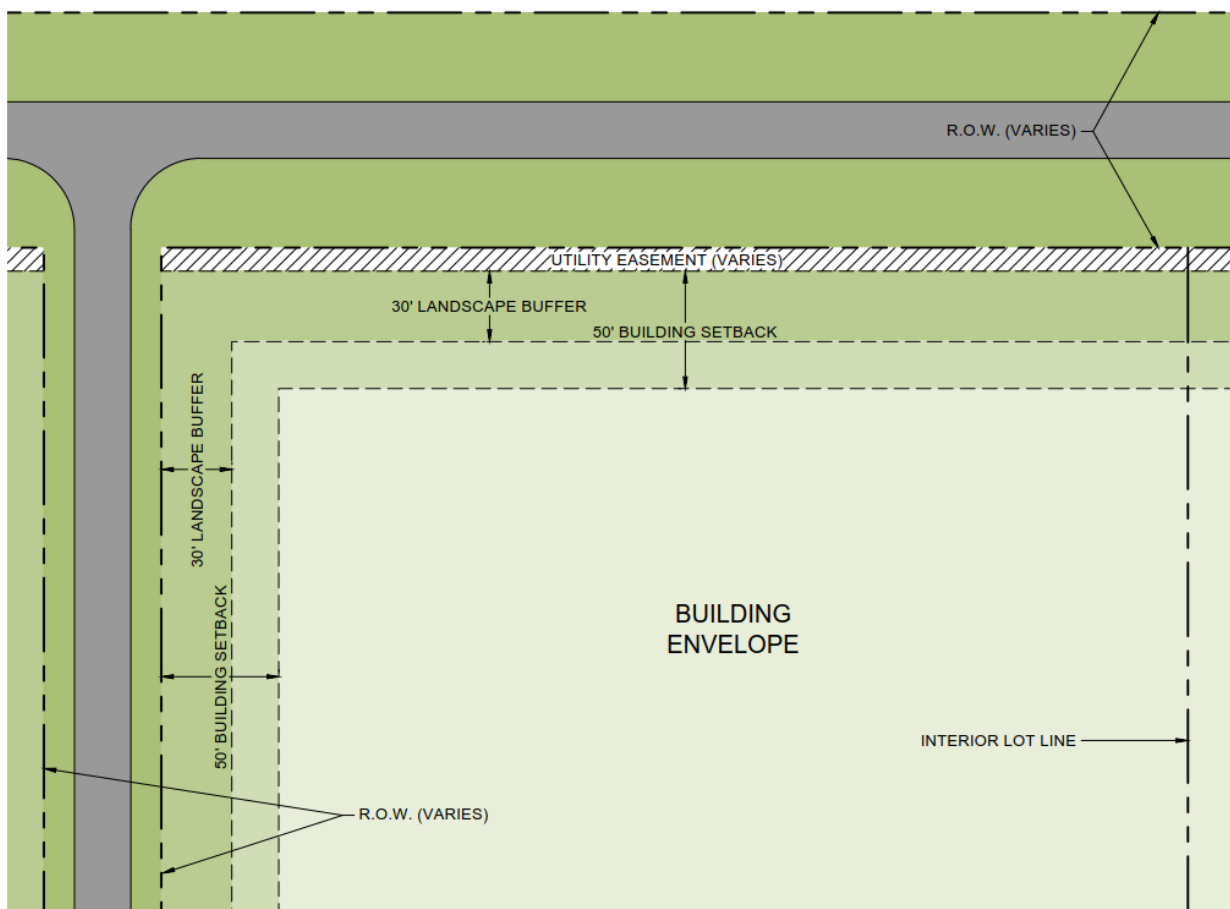 R.O.W. (VARIES)
UTILITY EASEMENT (VARIES)
30' LANDSCAPE BUFFER
50' BUILDING SETBACK
30' LANDSCAPE BUFFER
50' BUILDING SETBACK
BUILDING
ENVELOPE
INTERIOR LOT LINE
R.O.W. (VARIES)